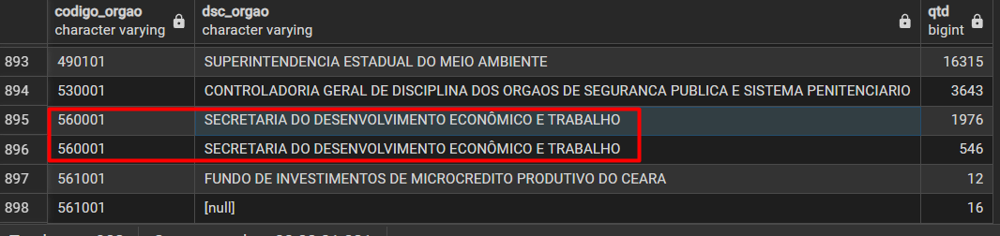 codigo_orgao dsc_orgao qtd
character varying character varying bigint
893 490101 SUPERINTENDENCIA ESTADUAL DO MEIO AMBIENTE 16315
894 530001 CONTROLADORIA GERAL DE DISCIPLINA DOS ORGAOS DE SEGURANCA PUBLICA E SISTEMA PENITENCIARIO 3643
895 560001 SECRETARIA DO DESENVOLVIMENTO ECONÔMICO E TRABALHO 1976
896 560001 SECRETARIA DO DESENVOLVIMENTO ECONÔMICO E TRABALHO 546
897 561001 FUNDO DE INVESTIMENTOS DE MICROCREDITO PRODUTIVO DO CEARA 12
898 561001 [null] 16